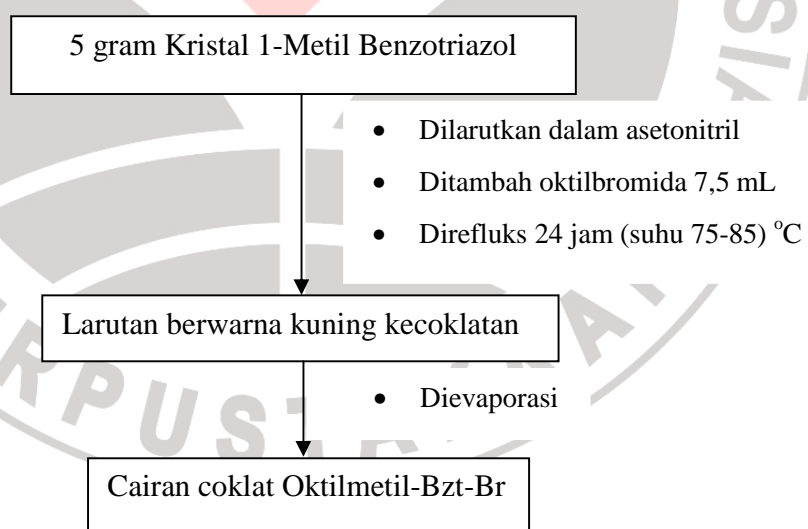 5 gram Kristal 1-Metil Benzotriazol
• Dilarutkan dalam asetonitril
• Ditambah oktilbromida 7,5 mL
• Direfluks 24 jam (suhu 75-85) °C
Larutan berwarna kuning kecoklatan
• Dievaporasi
Cairan coklat Oktilmetil-Bzt-Br